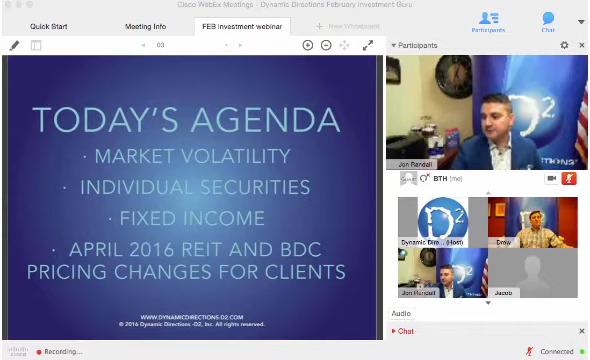 Cisco WebEx Meetings - Dynamic Directions February investment Guru
Quick Start
Meeting Info
FEB investment webinar
+ New Whiteboard
Participants
Chat
03
Participants
TODAY'S AGENDA
· MARKET VOLATILITY
· INDIVIDUAL SECURITIES
· FIXED INCOME
· APRIL 2016 REIT AND BDC
PRICING CHANGES FOR CLIENTS
WWW.DYNAMICDIRECTIONS-D2.COM
© 2016 Dynamic Directions -D2, Inc. All rights reserved.
D2
Jon Randall
BTH (me)
D2
Dynamic Dire... (Host)
Drew
Jon Randall
Jacob
Audio
Chat
cisco
Recording...
Connected